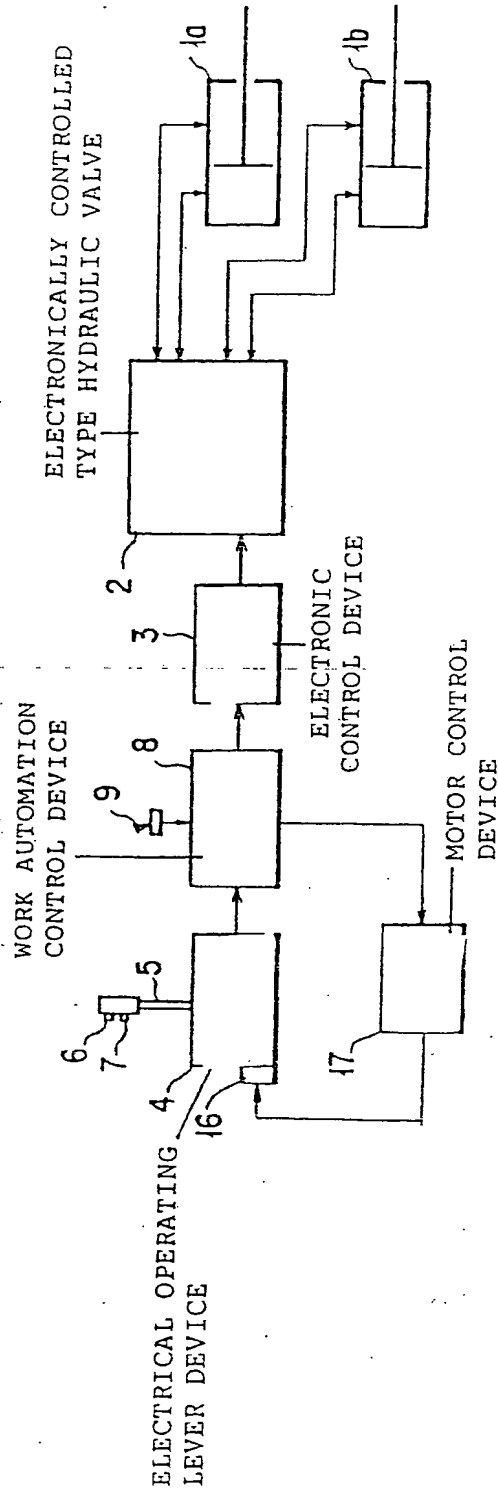 ELECTRONICALLY CONTROLLED
TYPE HYDRAULIC VALVE
1a
1b
2
3
ELECTRONIC
CONTROL DEVICE
WORK AUTOMATION
CONTROL DEVICE
8
9
MOTOR CONTROL
DEVICE
17
5
6
7
4
16
ELECTRICAL OPERATING
LEVER DEVICE